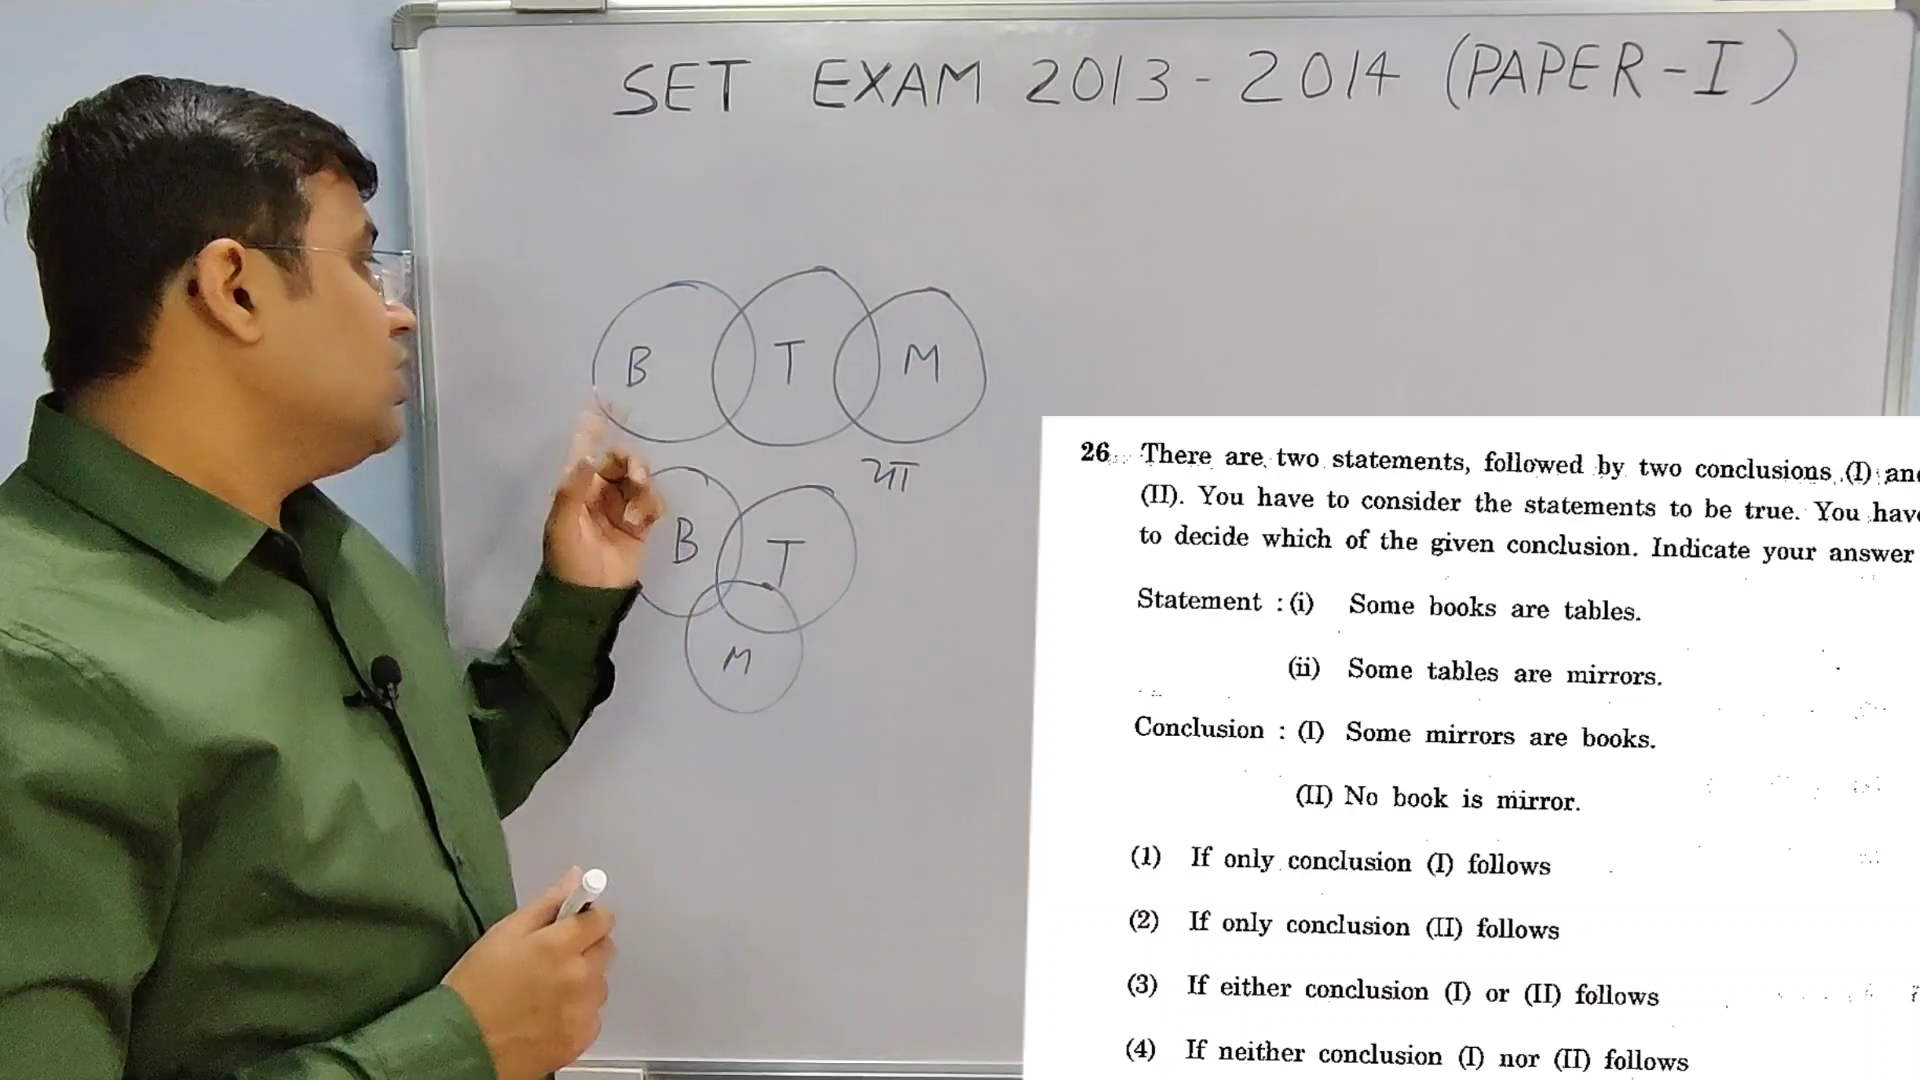 SET EXAM 2013-2014 (PAPER-I)
B T M
या
B T
M
26. There are two statements, followed by two conclusions (I) an
(II). You have to consider the statements to be true. You hav
to decide which of the given conclusion. Indicate your answer
Statement : (i) Some books are tables.
(ii) Some tables are mirrors.
Conclusion : (I) Some mirrors are books.
(II) No book is mirror.
(1) If only conclusion (I) follows
(2) If only conclusion (II) follows
(3) If either conclusion (I) or (II) follows
(4) If neither conclusion (I) nor (II) follows